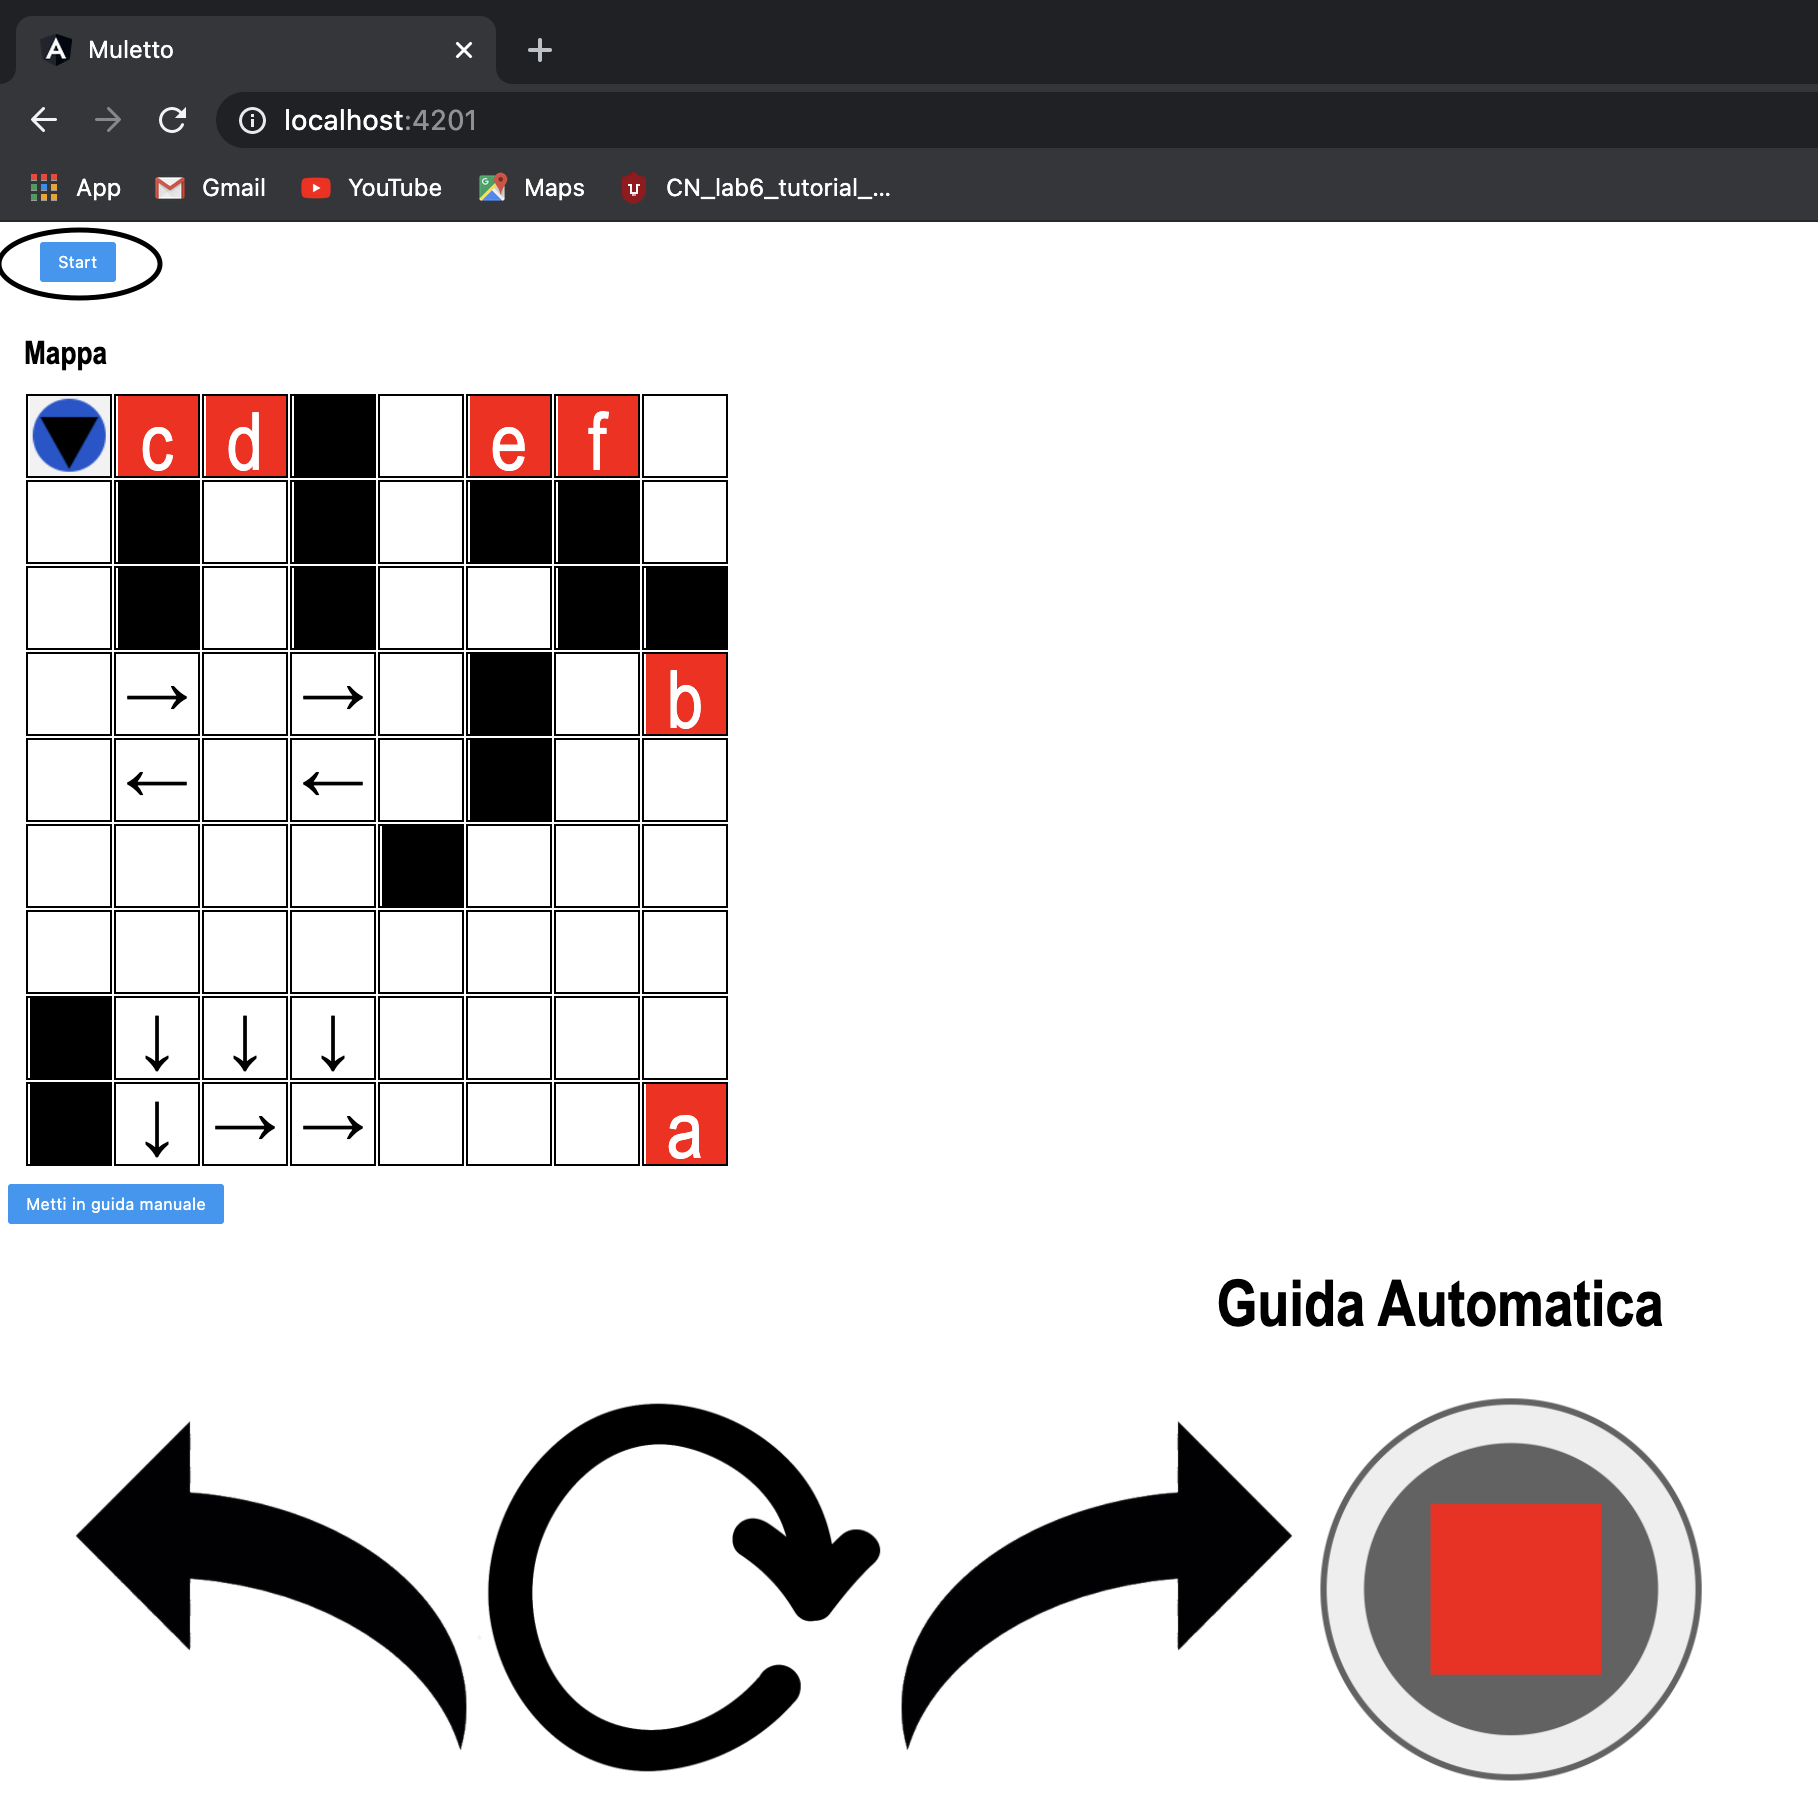 Muletto
localhost:4201
App Gmail YouTube Maps CN_lab6_tutorial_...
Start
Mappa
c d e f
→ → b
← ←
↓ ↓ ↓
↓ → → a
Metti in guida manuale
Guida Automatica